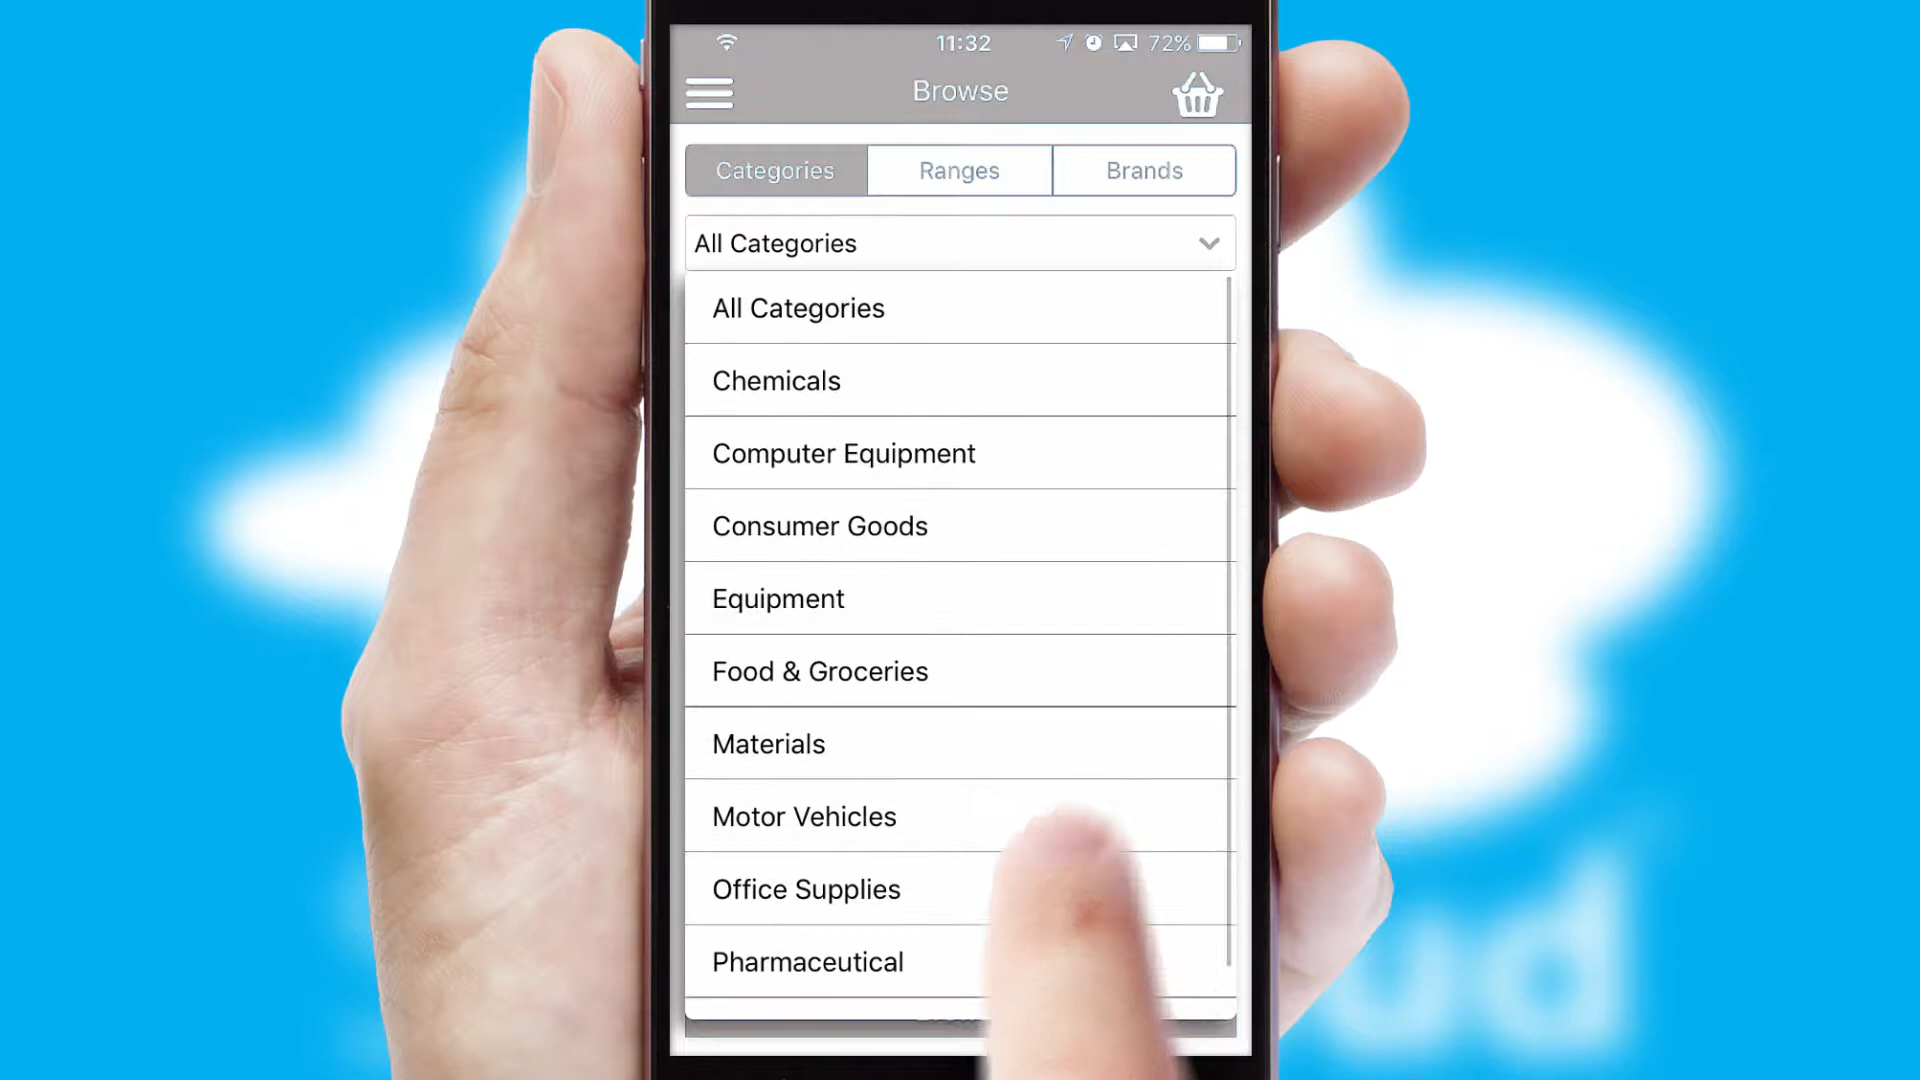 11:32
72%
Browse
Categories
Ranges
Brands
All Categories
All Categories
Chemicals
Computer Equipment
Consumer Goods
Equipment
Food & Groceries
Materials
Motor Vehicles
Office Supplies
Pharmaceutical
ud